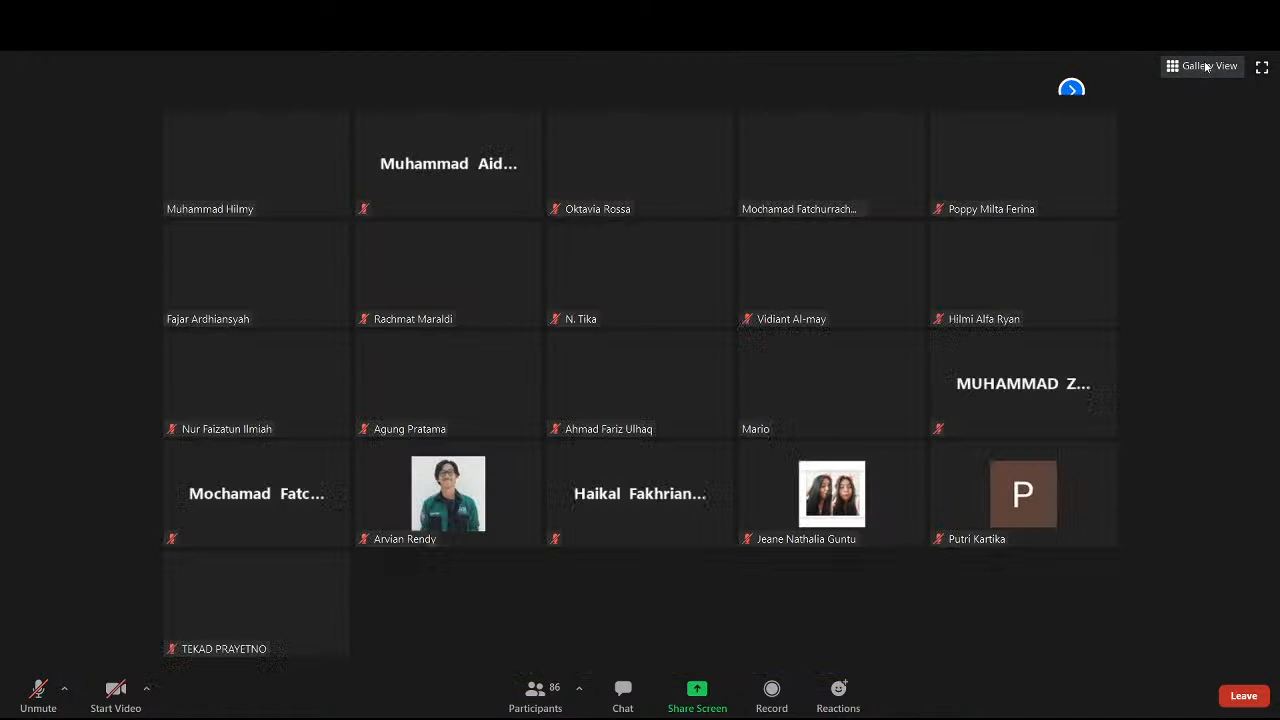 Gallery View
Muhammad Aid...
Muhammad Hilmy
Oktavia Rossa
Mochamad Fatchurrach...
Poppy Milta Ferina
Fajar Ardhiansyah
Rachmat Maraldi
N. Tika
Vidiant Al-may
Hilmi Alfa Ryan
MUHAMMAD Z...
Nur Faizatun Ilmiah
Agung Pratama
Ahmad Fariz Ulhaq
Mario
Mochamad Fatc...
Haikal Fakhrian...
P
Arvian Rendy
Jeane Nathalia Guntu
Putri Kartika
TEKAD PRAYETNO
86
Unmute
Start Video
Participants
Chat
Share Screen
Record
Reactions
Leave